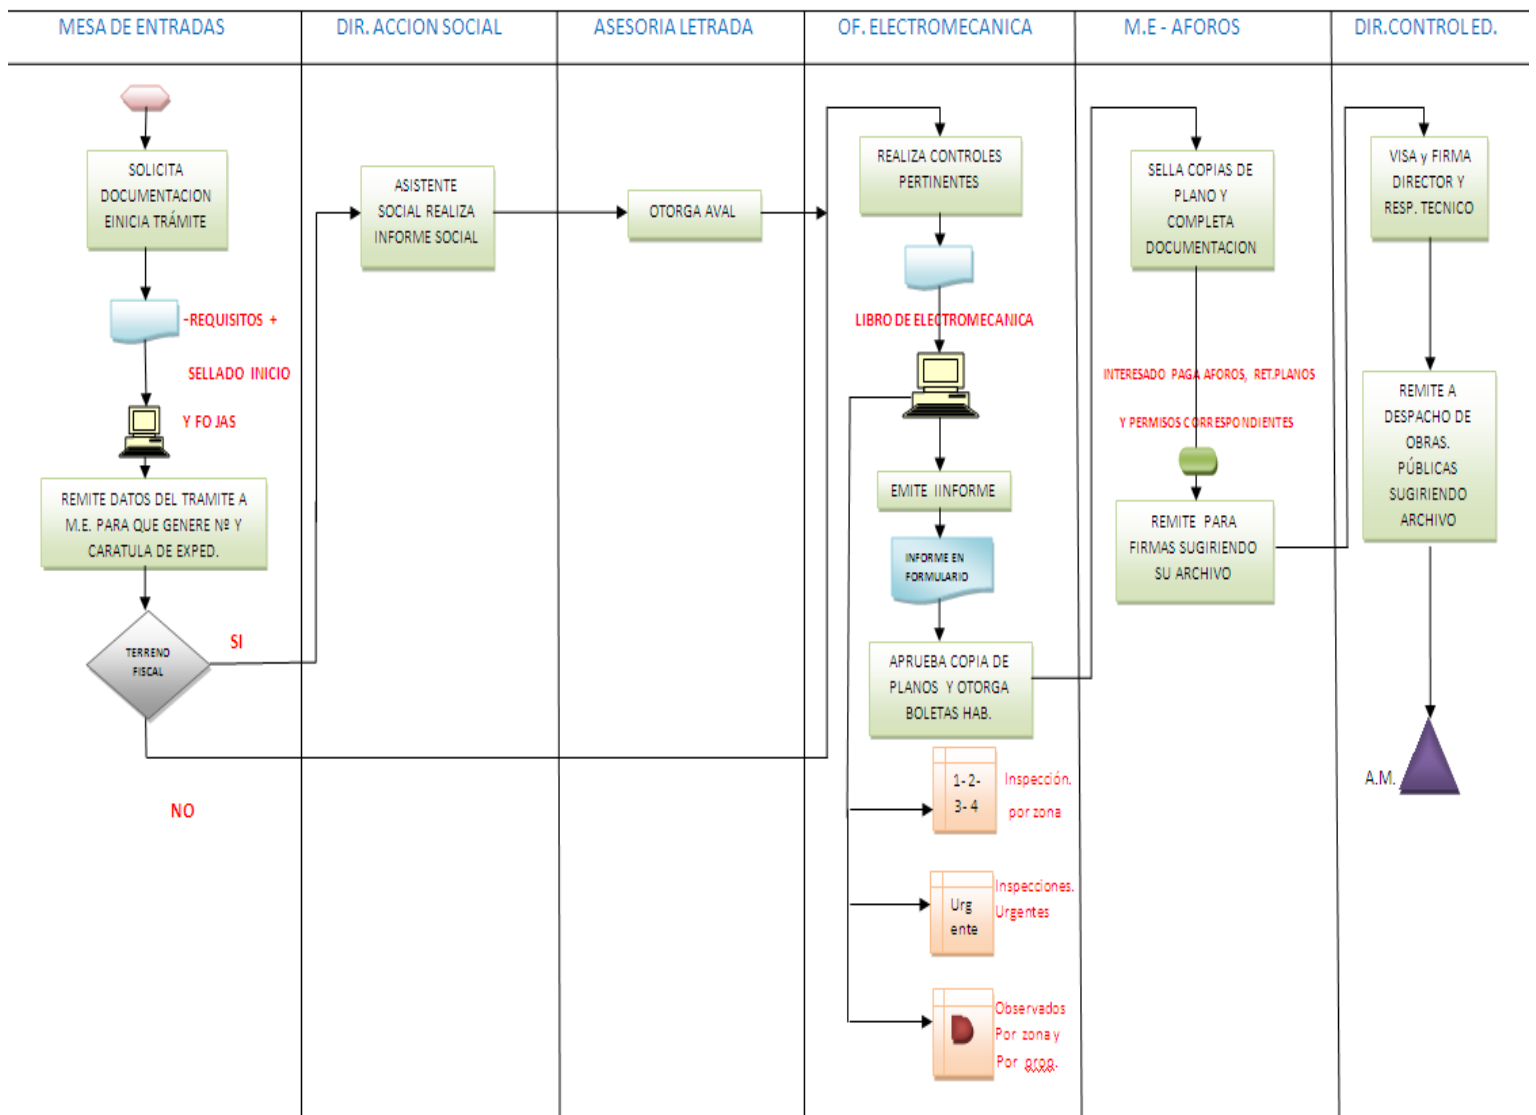 MESA DE ENTRADAS
DIR. ACCION SOCIAL
ASESORIA LETRADA
OF. ELECTROMECANICA
M.E - AFOROS
DIR.CONTROL ED.
SOLICITA
DOCUMENTACION
EINICIA TRÁMITE
-REQUISITOS +
SELLADO INICIO
Y FO JAS
REMITE DATOS DEL TRAMITE A
M.E. PARA QUE GENERE Nº Y
CARATULA DE EXPED.
TERRENO
FISCAL
SI
NO
ASISTENTE
SOCIAL REALIZA
INFORME SOCIAL
OTORGA AVAL
REALIZA CONTROLES
PERTINENTES
LIBRO DE ELECTROMECANICA
EMITE IINFORME
INFORME EN
FORMULARIO
APRUEBA COPIA DE
PLANOS Y OTORGA
BOLETAS HAB.
1- 2-
3- 4
Inspección.
por zona
Urg
ente
Inspecciones.
Urgentes
Observados
Por zona y
Por prop.
SELLA COPIAS DE
PLANO Y
COMPLETA
DOCUMENTACION
INTERESADO PAGA AFOROS, RET.PLANOS
Y PERMISOS CORRESPONDIENTES
REMITE PARA
FIRMAS SUGIRIENDO
SU ARCHIVO
VISA y FIRMA
DIRECTOR Y
RESP. TECNICO
REMITE A
DESPACHO DE
OBRAS.
PÚBLICAS
SUGIRIENDO
ARCHIVO
A.M.